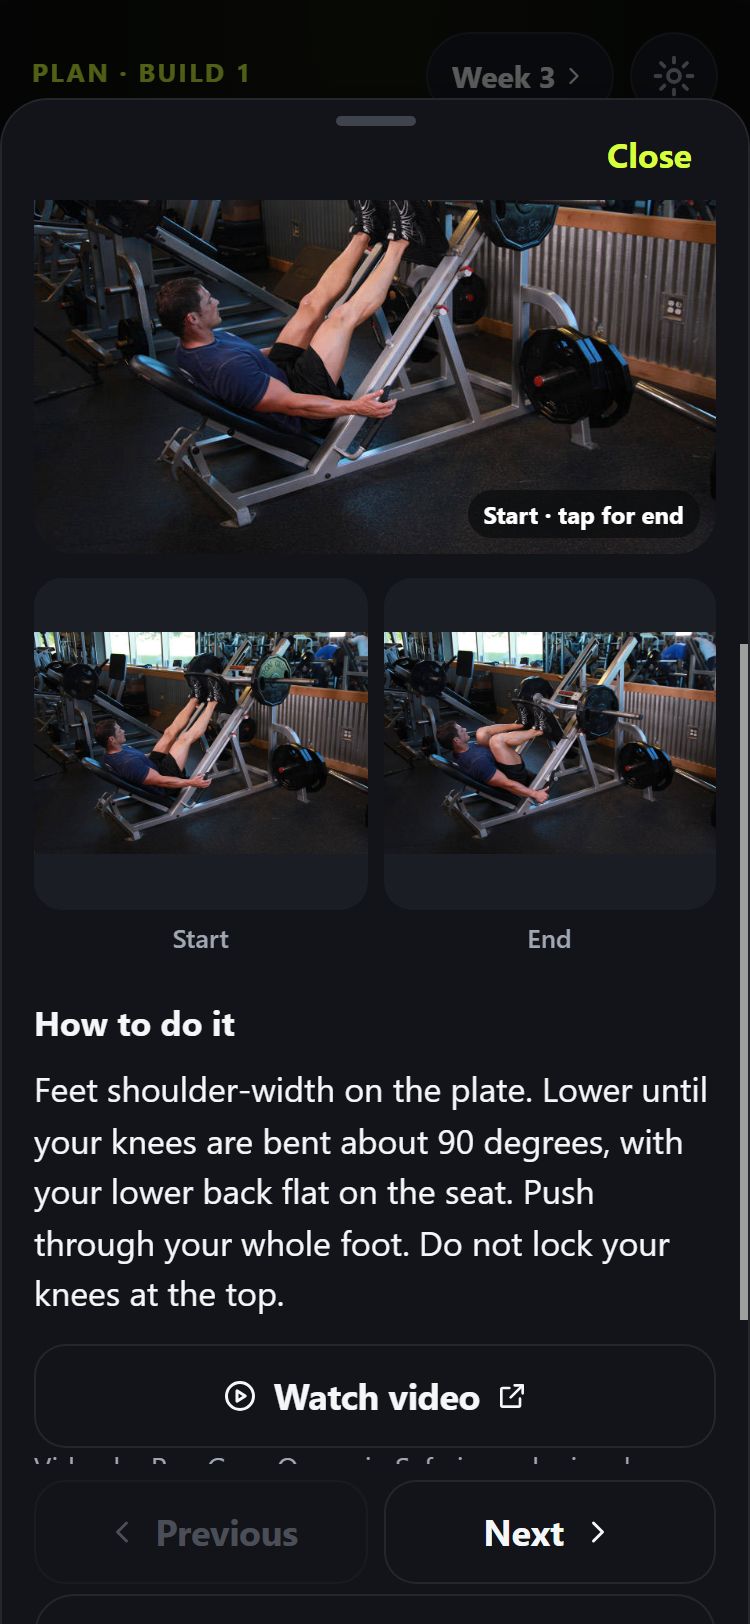 PLAN · BUILD 1
Week 3
Close
Start · tap for end
Start
End
How to do it
Feet shoulder-width on the plate. Lower until
your knees are bent about 90 degrees, with
your lower back flat on the seat. Push
through your whole foot. Do not lock your
knees at the top.
Watch video
Previous
Next